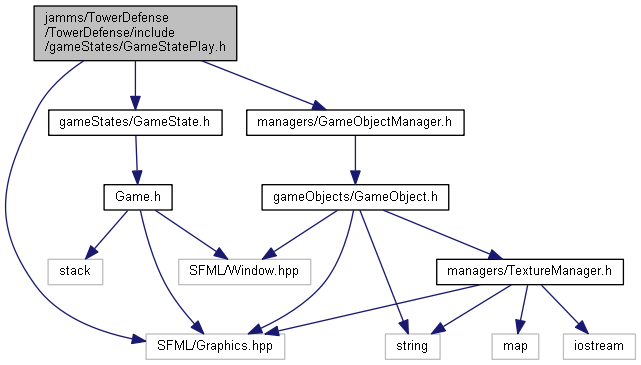 jamms/TowerDefense
/TowerDefense/include
/gameStates/GameStatePlay.h
gameStates/GameState.h
managers/GameObjectManager.h
Game.h
gameObjects/GameObject.h
stack
SFML/Window.hpp
managers/TextureManager.h
SFML/Graphics.hpp
string
map
iostream